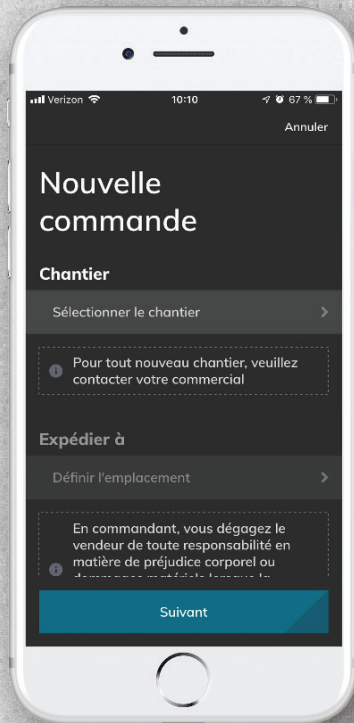 Verizon 10:10 67 %
Annuler
Nouvelle
commande
Chantier
Sélectionner le chantier
Pour tout nouveau chantier, veuillez
contacter votre commercial
Expédier à
Définir l'emplacement
En commandant, vous dégagez le
vendeur de toute responsabilité en
matière de préjudice corporel ou
Suivant